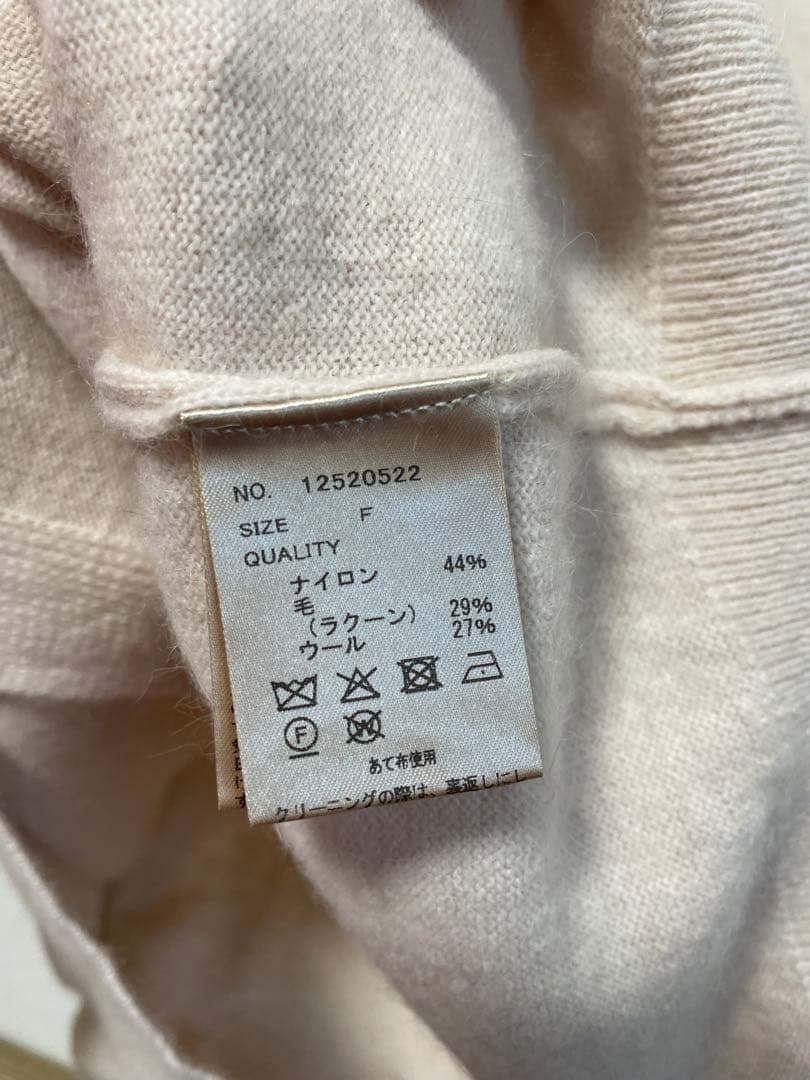 NO. 12520522
SIZE F
QUALITY
ナイロン 44%
毛
(ラクーン) 29%
ウール 27%
F W
あて布使用
クリーニングの際は、裏返しにし